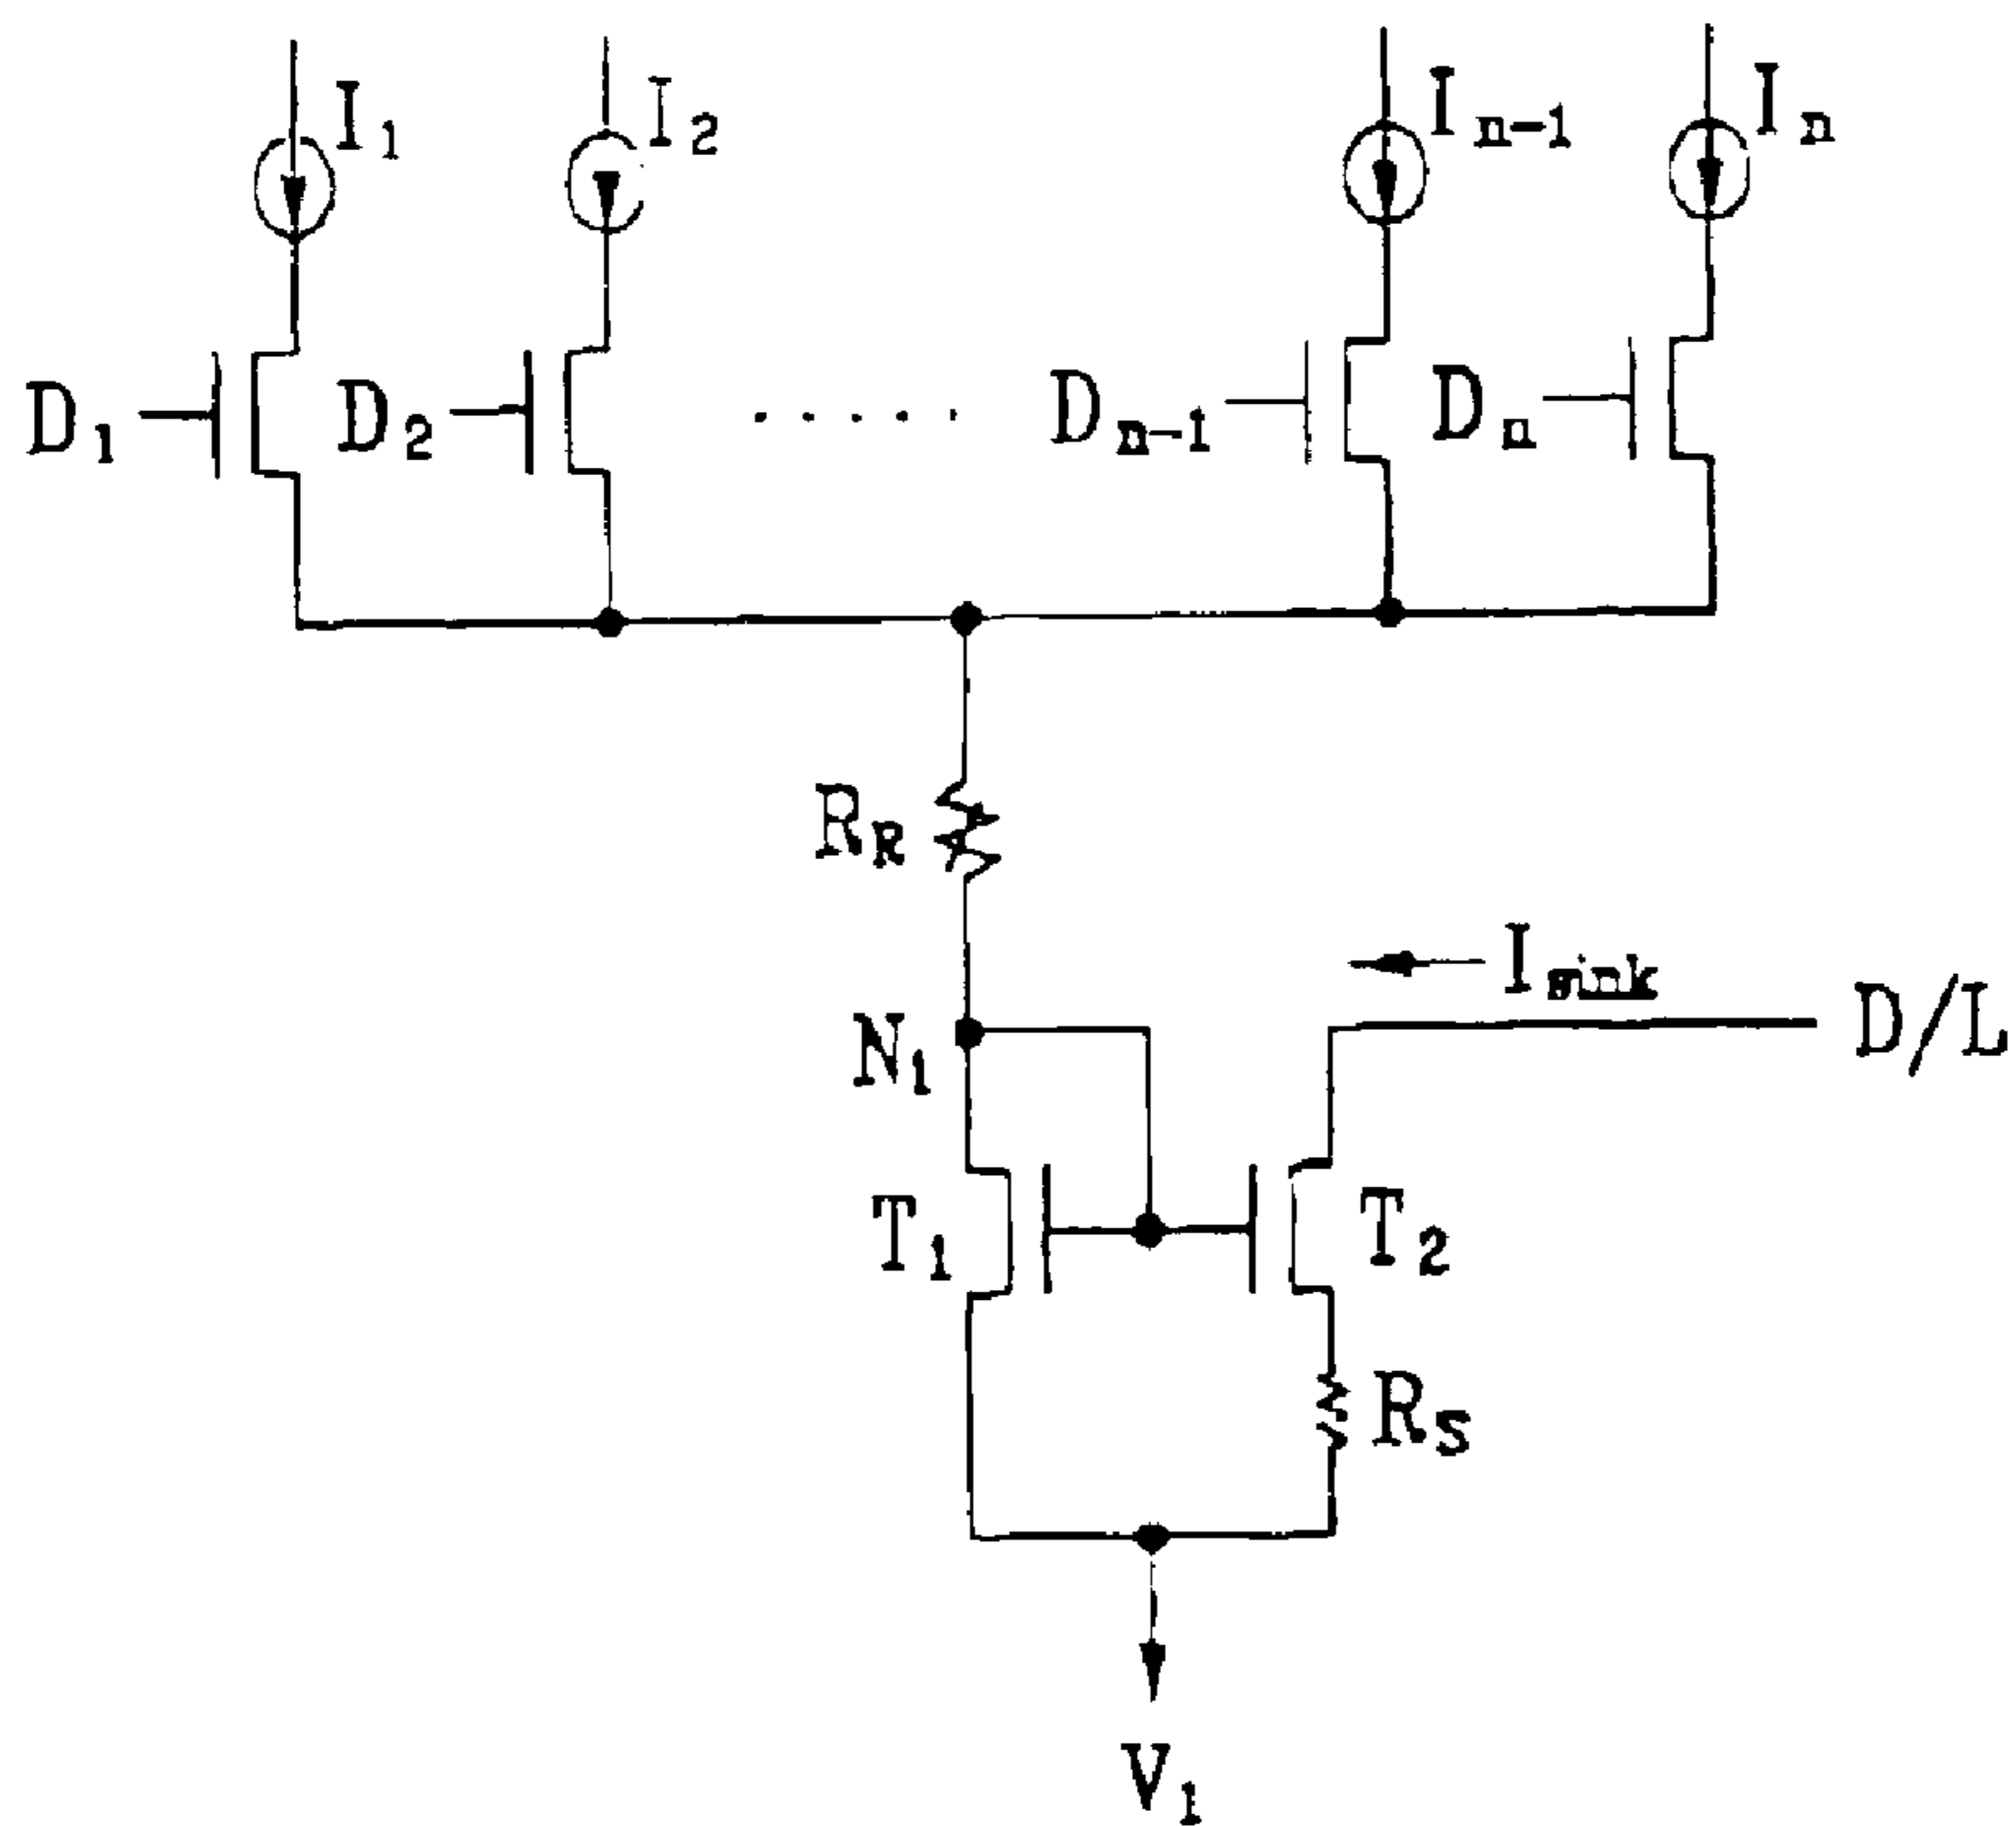 I1 I2 In-1 In
D1 D2 ..... Dn-1 Dn
RR
Isink
D/L
N1
T1 T2
RS
V1